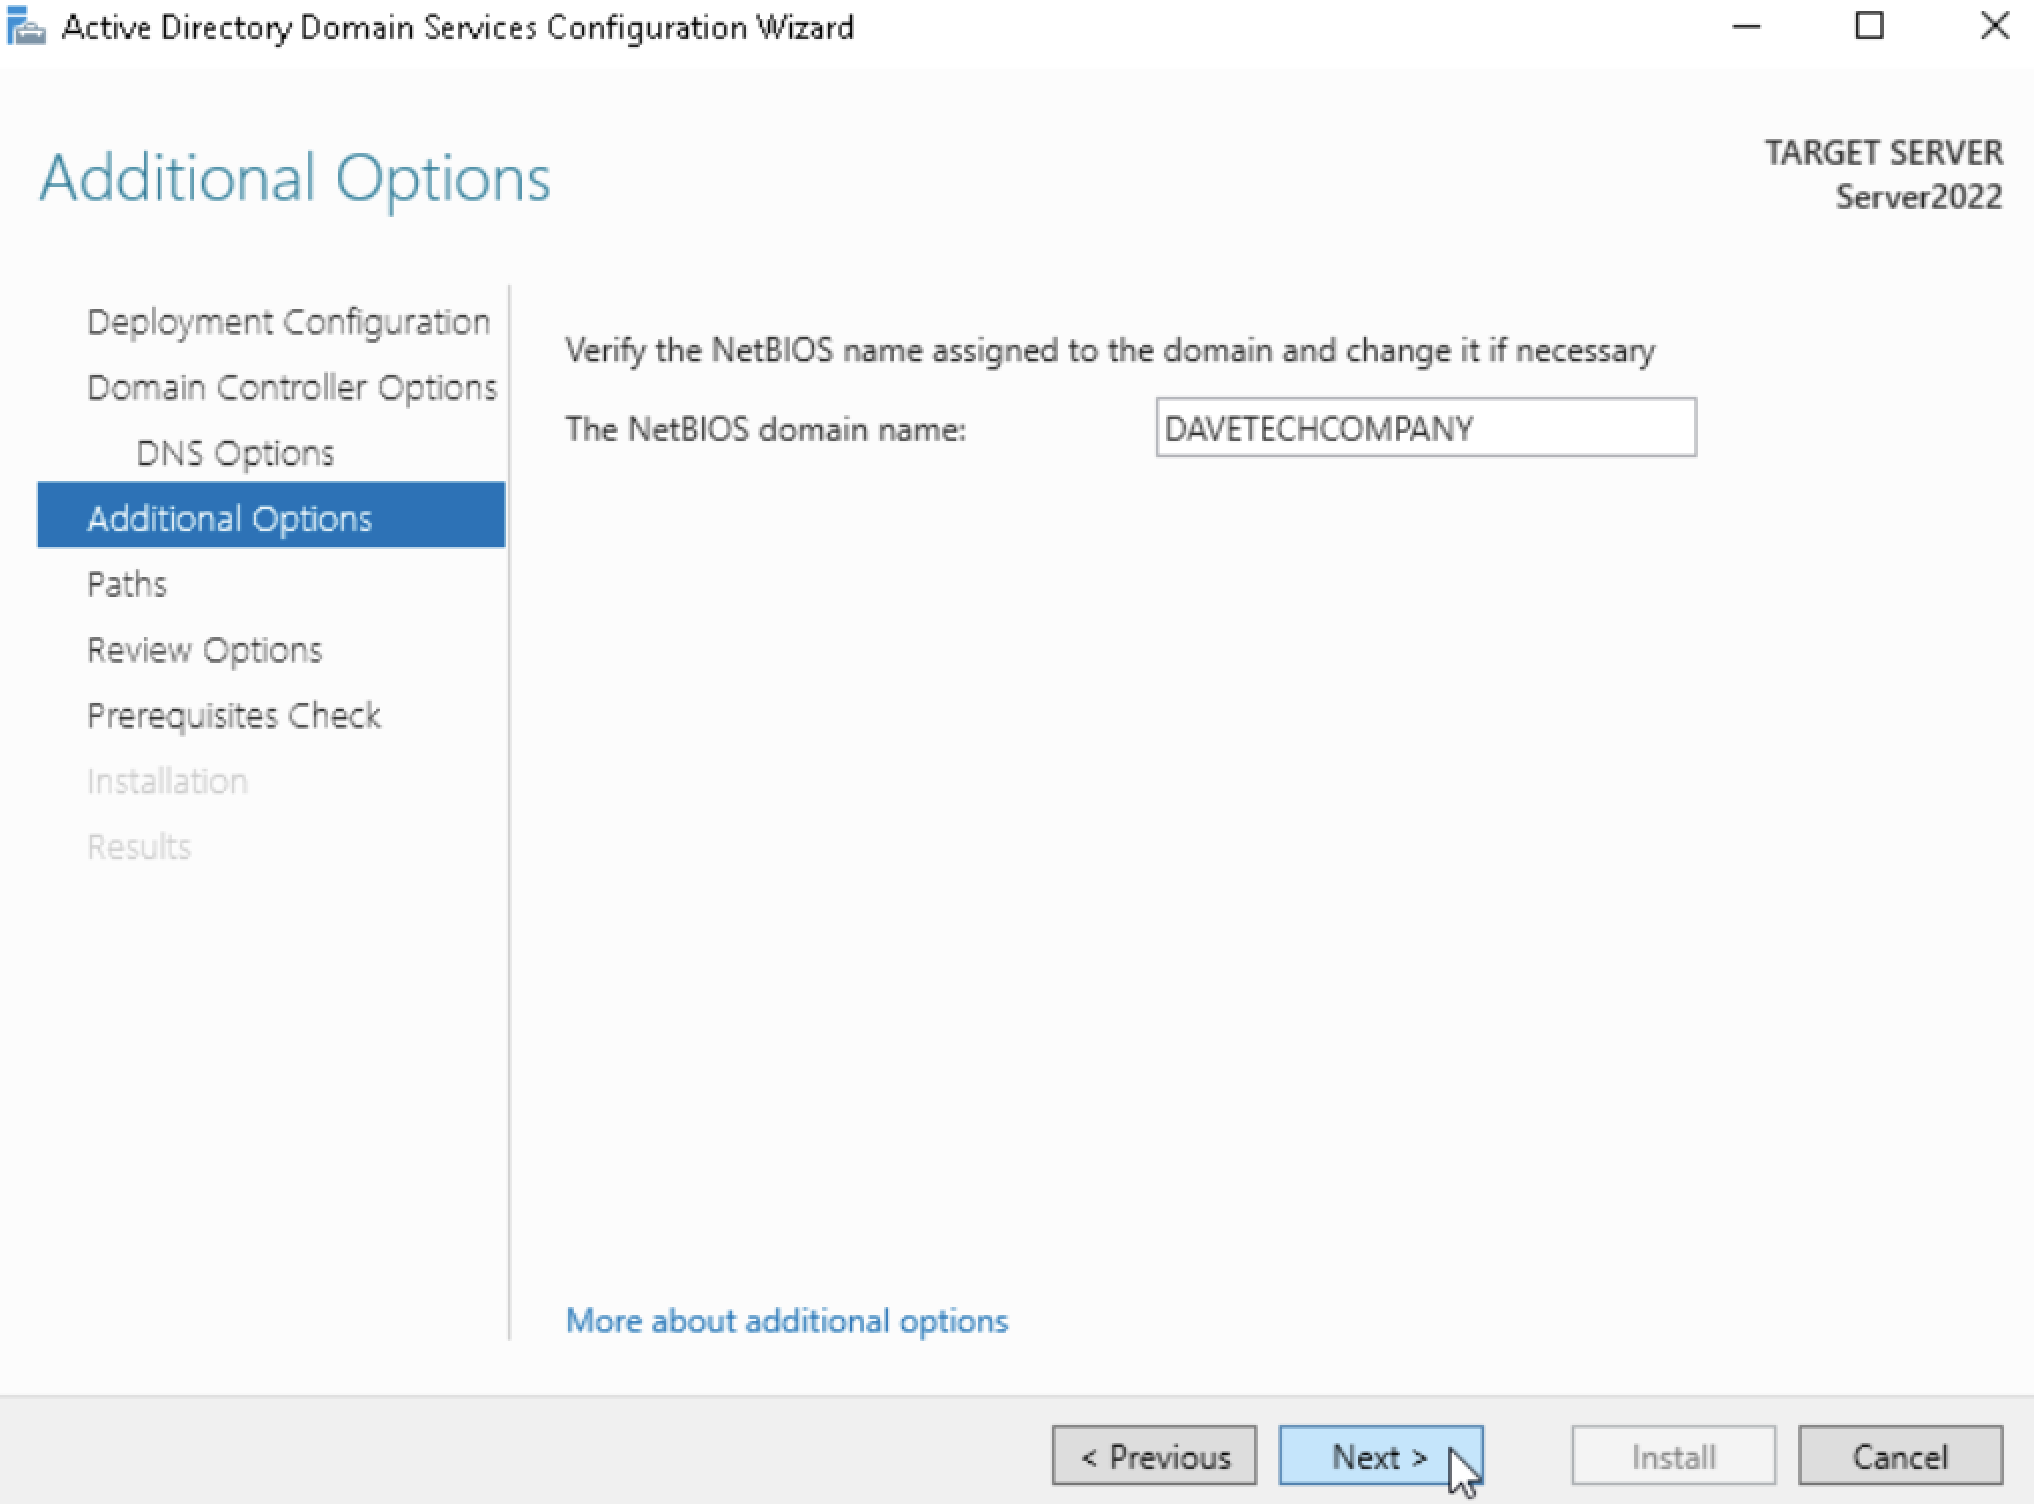 Active Directory Domain Services Configuration Wizard
Additional Options
TARGET SERVER
Server2022
Deployment Configuration
Domain Controller Options
DNS Options
Additional Options
Paths
Review Options
Prerequisites Check
Installation
Results
Verify the NetBIOS name assigned to the domain and change it if necessary
The NetBIOS domain name: DAVETECHCOMPANY
More about additional options
< Previous Next > Install Cancel